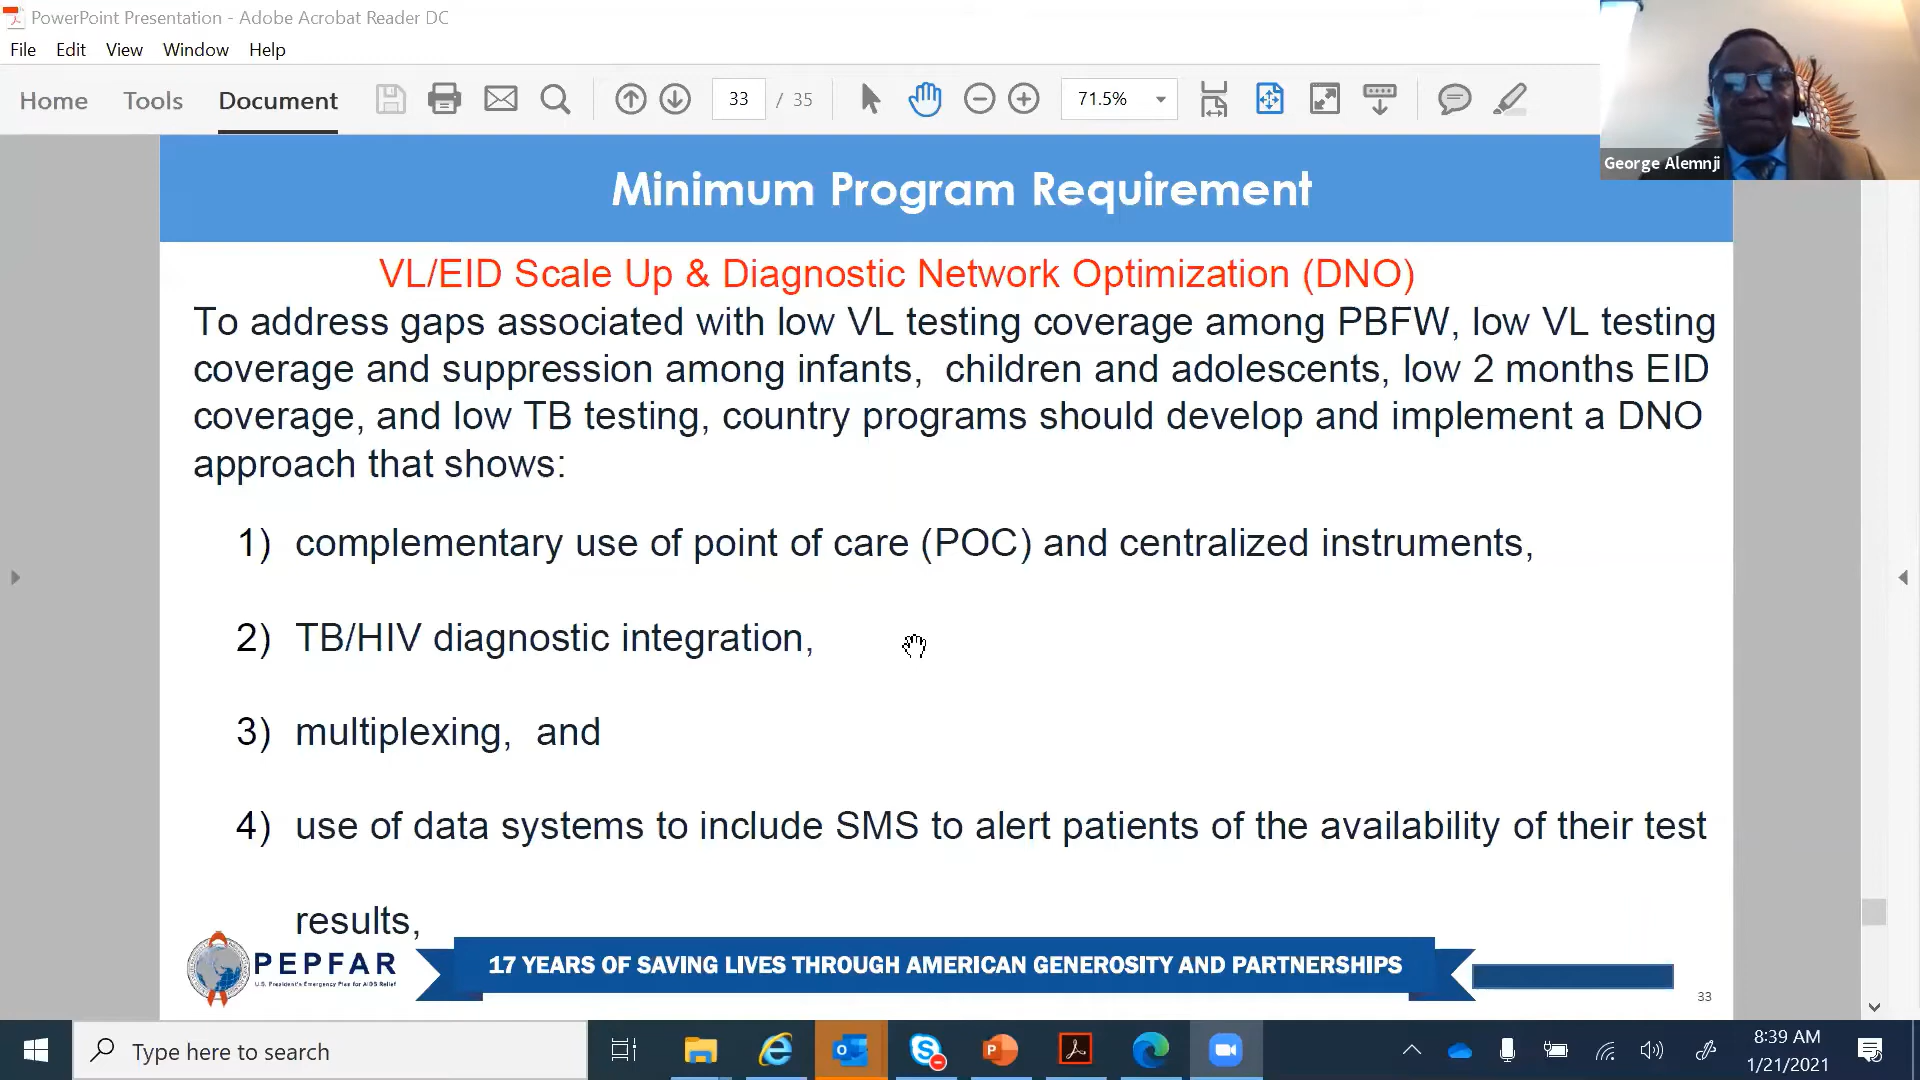 PowerPoint Presentation - Adobe Acrobat Reader DC
File Edit View Window Help
Home Tools Document 33 / 35 71.5%
George Alemnji
Minimum Program Requirement
VL/EID Scale Up & Diagnostic Network Optimization (DNO)
To address gaps associated with low VL testing coverage among PBFW, low VL testing
coverage and suppression among infants, children and adolescents, low 2 months EID
coverage, and low TB testing, country programs should develop and implement a DNO
approach that shows:
1) complementary use of point of care (POC) and centralized instruments,
2) TB/HIV diagnostic integration,
3) multiplexing, and
4) use of data systems to include SMS to alert patients of the availability of their test
results,
PEPFAR
U.S. President's Emergency Plan for AIDS Relief
17 YEARS OF SAVING LIVES THROUGH AMERICAN GENEROSITY AND PARTNERSHIPS
33
Type here to search
8:39 AM
1/21/2021